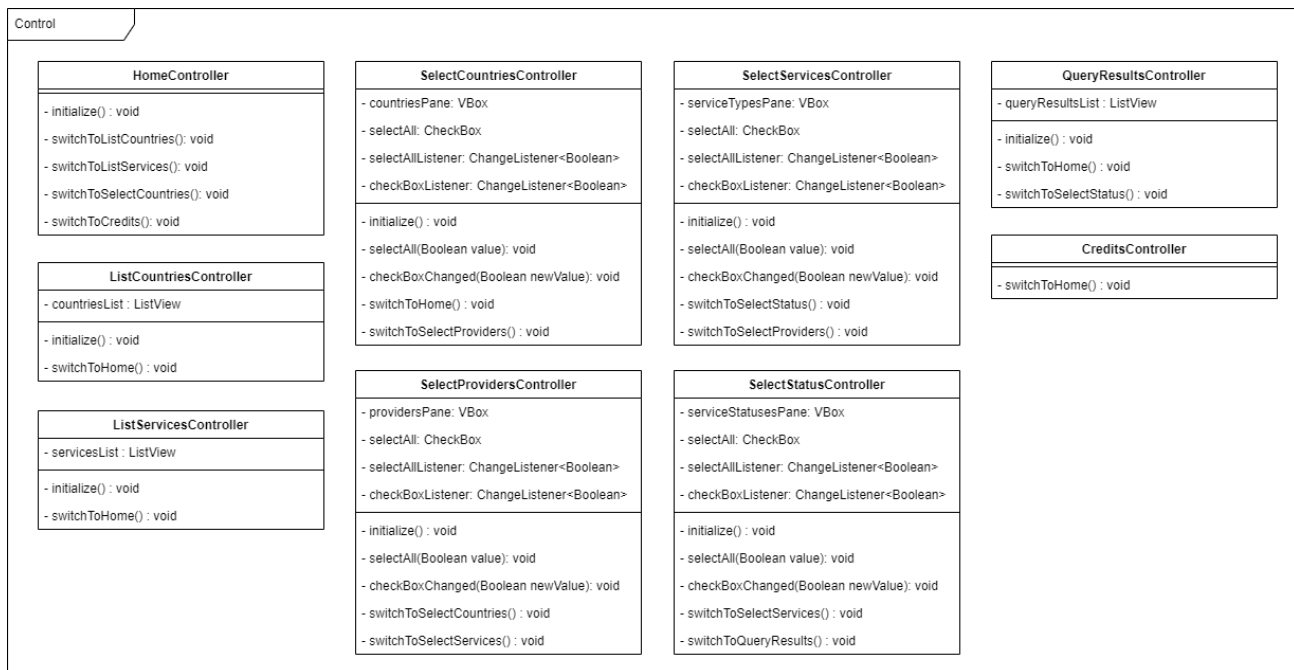 Control
HomeController
- initialize() : void
- switchToListCountries(): void
- switchToListServices(): void
- switchToSelectCountries(): void
- switchToCredits(): void
ListCountriesController
- countriesList : ListView
- initialize() : void
- switchToHome() : void
ListServicesController
- servicesList : ListView
- initialize() : void
- switchToHome() : void
SelectCountriesController
- countriesPane: VBox
- selectAll: CheckBox
- selectAllListener: ChangeListener<Boolean>
- checkBoxListener: ChangeListener<Boolean>
- initialize() : void
- selectAll(Boolean value): void
- checkBoxChanged(Boolean newValue): void
- switchToHome() : void
- switchToSelectProviders() : void
SelectProvidersController
- providersPane: VBox
- selectAll: CheckBox
- selectAllListener: ChangeListener<Boolean>
- checkBoxListener: ChangeListener<Boolean>
- initialize() : void
- selectAll(Boolean value): void
- checkBoxChanged(Boolean newValue): void
- switchToSelectCountries() : void
- switchToSelectServices() : void
SelectServicesController
- serviceTypesPane: VBox
- selectAll: CheckBox
- selectAllListener: ChangeListener<Boolean>
- checkBoxListener: ChangeListener<Boolean>
- initialize() : void
- selectAll(Boolean value): void
- checkBoxChanged(Boolean newValue): void
- switchToSelectStatus() : void
- switchToSelectProviders() : void
SelectStatusController
- serviceStatusesPane: VBox
- selectAll: CheckBox
- selectAllListener: ChangeListener<Boolean>
- checkBoxListener: ChangeListener<Boolean>
- initialize() : void
- selectAll(Boolean value): void
- checkBoxChanged(Boolean newValue): void
- switchToSelectServices() : void
- switchToQueryResults() : void
QueryResultsController
- queryResultsList : ListView
- initialize() : void
- switchToHome() : void
- switchToSelectStatus() : void
CreditsController
- switchToHome() : void